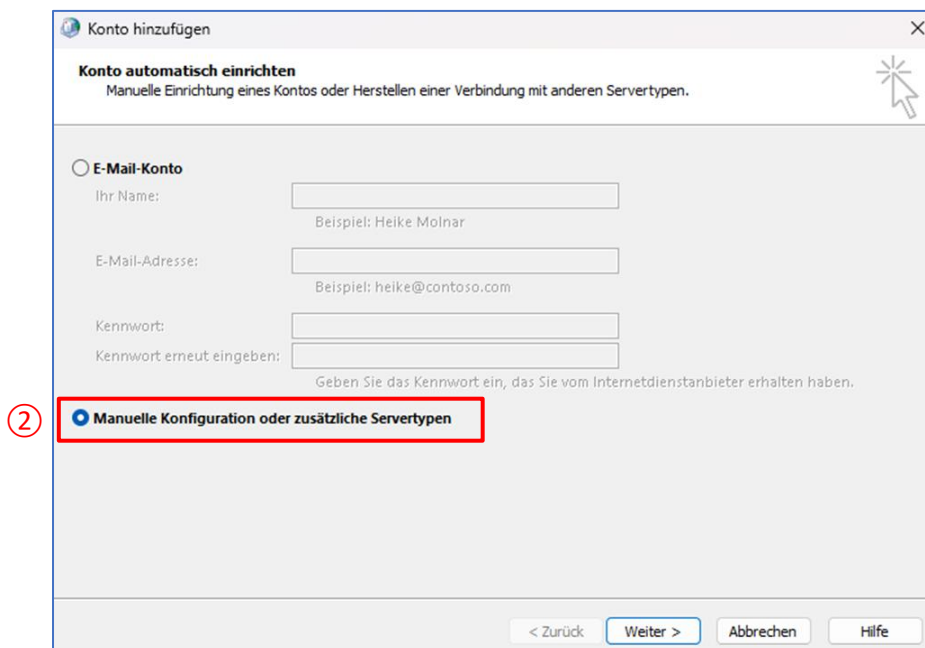 Konto hinzufügen
Konto automatisch einrichten
Manuelle Einrichtung eines Kontos oder Herstellen einer Verbindung mit anderen Servertypen.
E-Mail-Konto
Ihr Name:
Beispiel: Heike Molnar
E-Mail-Adresse:
Beispiel: heike@contoso.com
Kennwort:
Kennwort erneut eingeben:
Geben Sie das Kennwort ein, das Sie vom Internetdienstanbieter erhalten haben.
② Manuelle Konfiguration oder zusätzliche Servertypen
< Zurück Weiter > Abbrechen Hilfe